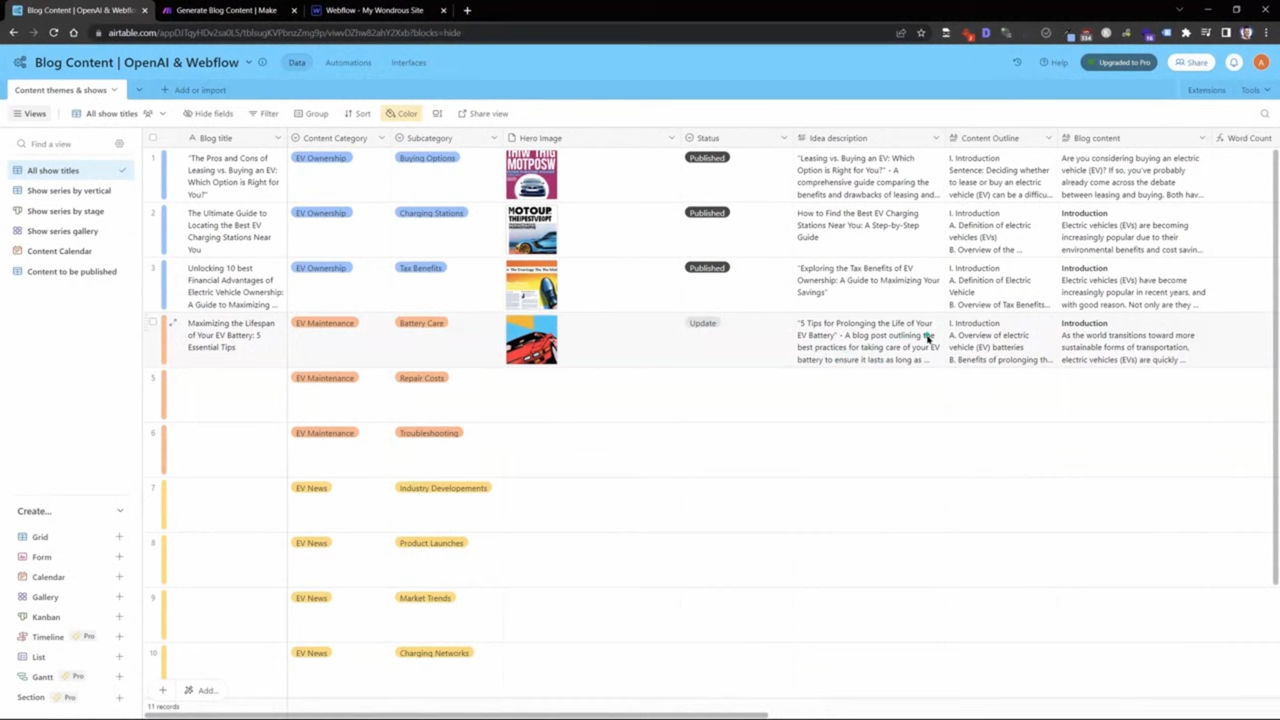 Blog Content | OpenAI & Webflo
Generate Blog Content | Make
Webflow - My Wondrous Site
Blog Content | OpenAI & Webflow
Data
Automations
Interfaces
Help
Upgraded to Pro
Share
A
Content themes & shows
Add or import
Extensions
Tools
Views
All show titles
Hide fields
Filter
Group
Sort
Color
Share view
Find a view
All show titles
Show series by vertical
Show series by stage
Show series gallery
Content Calendar
Content to be published
Create...
Grid
Form
Calendar
Gallery
Kanban
Timeline Pro
List
Gantt Pro
Section Pro
Blog title
Content Category
Subcategory
Hero Image
Status
Idea description
Content Outline
Blog content
Word Count
1
"The Pros and Cons of
Leasing vs. Buying an EV:
Which Option is Right for
You?"
EV Ownership
Buying Options
Published
"Leasing vs. Buying an EV: Which
Option is Right for You?" - A
comprehensive guide comparing the
benefits and drawbacks of leasing and...
I. Introduction
Sentence: Deciding whether
to lease or buy an electric
vehicle (EV) can be a difficu...
Are you considering buying an electric
vehicle (EV)? If so, you've probably
already come across the debate
between leasing and buying. Both hav...
2
The Ultimate Guide to
Locating the Best EV
Charging Stations Near
You
EV Ownership
Charging Stations
Published
How to Find the Best EV Charging
Stations Near You: A Step-by-Step
Guide
I. Introduction
A. Definition of electric
vehicles (EVs)
B. Overview of the ...
Introduction
Electric vehicles (EVs) are becoming
increasingly popular due to their
environmental benefits and cost savin...
3
Unlocking 10 best
Financial Advantages of
Electric Vehicle Ownership:
A Guide to Maximizing ...
EV Ownership
Tax Benefits
Published
"Exploring the Tax Benefits of EV
Ownership: A Guide to Maximizing Your
Savings".
I. Introduction
A. Definition of Electric
Vehicle
B. Overview of Tax Benefits...
Introduction
Electric vehicles (EVs) have become
increasingly popular in recent years, and
with good reason. Not only are they ...
Maximizing the Lifespan
of Your EV Battery: 5
Essential Tips
EV Maintenance
Battery Care
Update
"5 Tips for Prolonging the Life of Your
EV Battery" - A blog post outlining the
best practices for taking care of your EV
battery to ensure it lasts as long as ...
I. Introduction
A. Overview of electric
vehicle (EV) batteries
B. Benefits of prolonging th...
Introduction
As the world transitions toward more
sustainable forms of transportation,
electric vehicles (EVs) are quickly ...
5
EV Maintenance
Repair Costs
6
EV Maintenance
Troubleshooting
7
EV News
Industry Developements
8
EV News
Product Launches
9
EV News
Market Trends
10
EV News
Charging Networks
Add...
11 records